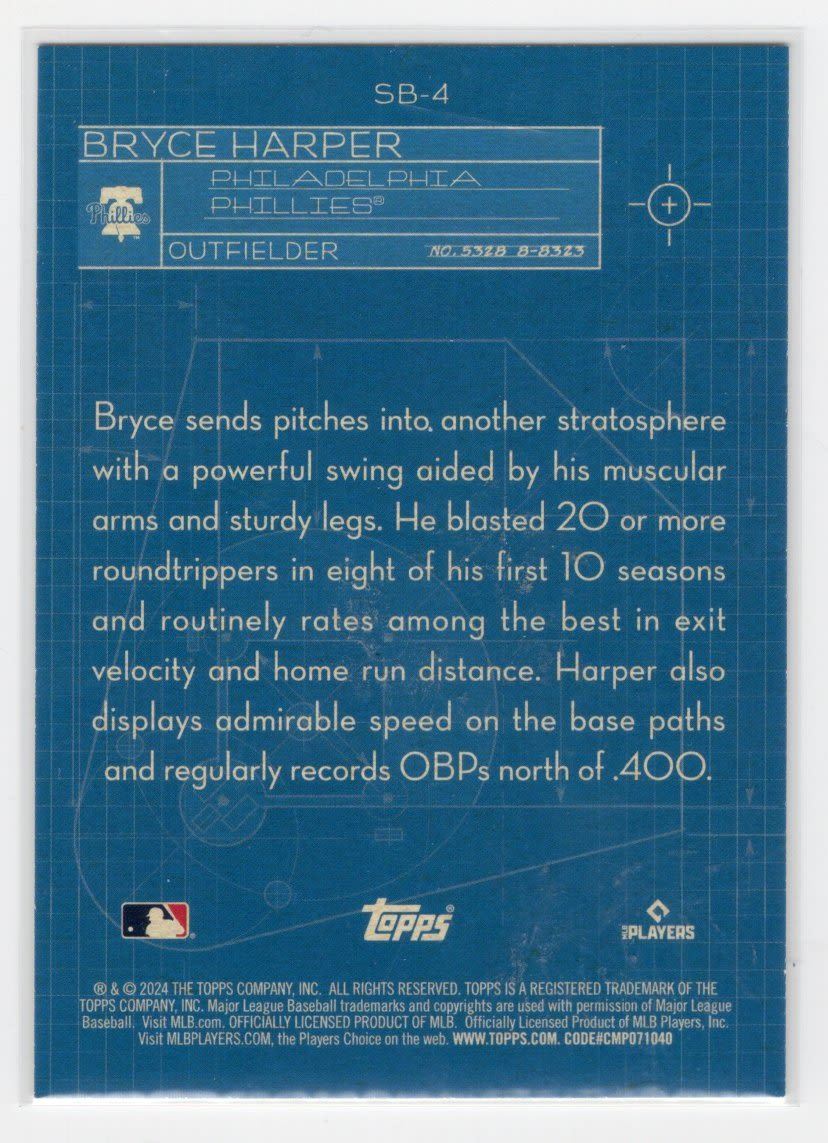 SB-4
BRYCE HARPER
PHILADELPHIA
PHILLIES®
Phillies
TM
OUTFIELDER NO. 532B B-8323
Bryce sends pitches into another stratosphere
with a powerful swing aided by his muscular
arms and sturdy legs. He blasted 20 or more
roundtrippers in eight of his first 10 seasons
and routinely rates among the best in exit
velocity and home run distance. Harper also
displays admirable speed on the base paths
and regularly records OBPs north of .400.
Topps®
MLB PLAYERS
® & © 2024 THE TOPPS COMPANY, INC. ALL RIGHTS RESERVED. TOPPS IS A REGISTERED TRADEMARK OF THE
TOPPS COMPANY, INC. Major League Baseball trademarks and copyrights are used with permission of Major League
Baseball. Visit MLB.com. OFFICIALLY LICENSED PRODUCT OF MLB. Officially Licensed Product of MLB Players, Inc.
Visit MLBPLAYERS.COM, the Players Choice on the web. WWW.TOPPS.COM. CODE#CMP071040